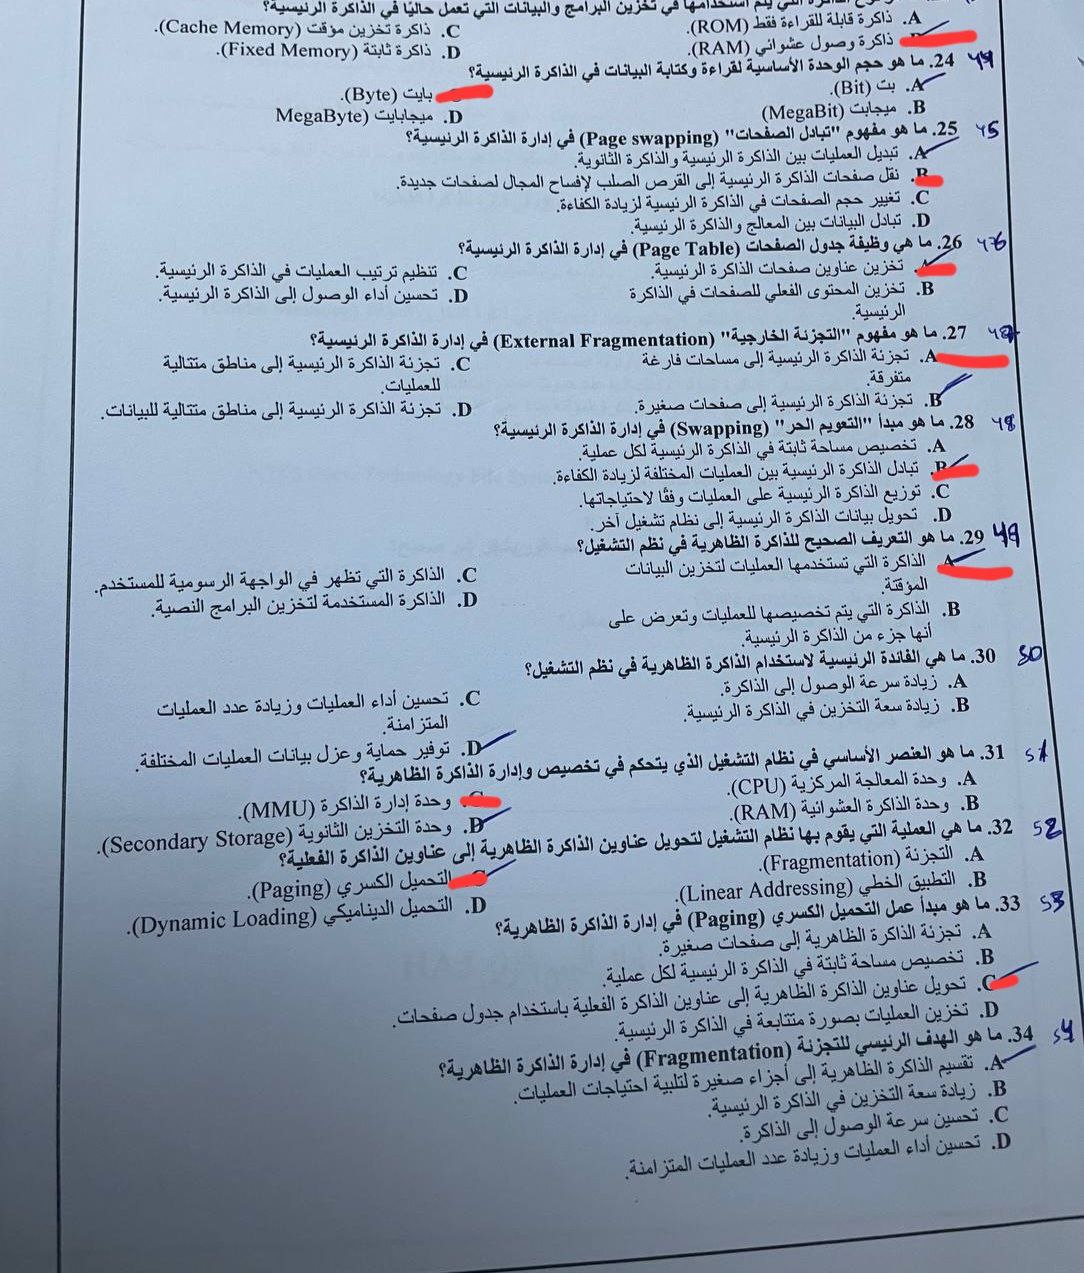 استخدامها في تخزين البرامج والبيانات التي تعمل حاليًا في الذاكرة الرئيسية؟
A. ذاكرة قابلة للقراءة فقط (ROM).
C. ذاكرة تخزين مؤقت (Cache Memory).
ذاكرة وصول عشوائي (RAM).
D. ذاكرة ثابتة (Fixed Memory).
24. ما هو حجم الوحدة الأساسية لقراءة وكتابة البيانات في الذاكرة الرئيسية؟
A. بت (Bit).
بايت (Byte).
B. ميجابت (MegaBit)
D. ميجابايت (MegaByte
25. ما هو مفهوم "تبادل الصفحات" (Page swapping) في إدارة الذاكرة الرئيسية؟ 45
A. تبديل العمليات بين الذاكرة الرئيسية والذاكرة الثانوية.
B. نقل صفحات الذاكرة الرئيسية إلى القرص الصلب لإفساح المجال لصفحات جديدة.
C. تغيير حجم الصفحات في الذاكرة الرئيسية لزيادة الكفاءة.
D. تبادل البيانات بين المعالج والذاكرة الرئيسية.
26. ما هي وظيفة جدول الصفحات (Page Table) في إدارة الذاكرة الرئيسية؟ 46
A. تخزين عناوين صفحات الذاكرة الرئيسية.
C. تنظيم ترتيب العمليات في الذاكرة الرئيسية.
B. تخزين المحتوى الفعلي للصفحات في الذاكرة
الرئيسية.
D. تحسين أداء الوصول إلى الذاكرة الرئيسية.
27. ما هو مفهوم "التجزئة الخارجية" (External Fragmentation) في إدارة الذاكرة الرئيسية؟
A. تجزئة الذاكرة الرئيسية إلى مساحات فارغة
متفرقة.
C. تجزئة الذاكرة الرئيسية إلى مناطق متتالية
للعمليات.
B. تجزئة الذاكرة الرئيسية إلى صفحات صغيرة.
D. تجزئة الذاكرة الرئيسية إلى مناطق متتالية للبيانات.
28. ما هو مبدأ "التعويم الحر" (Swapping) في إدارة الذاكرة الرئيسية؟ 48
A. تخصيص مساحة ثابتة في الذاكرة الرئيسية لكل عملية.
B. تبادل الذاكرة الرئيسية بين العمليات المختلفة لزيادة الكفاءة.
C. توزيع الذاكرة الرئيسية على العمليات وفقًا لاحتياجاتها.
D. تحويل بيانات الذاكرة الرئيسية إلى نظام تشغيل آخر.
29. ما هو التعريف الصحيح للذاكرة الظاهرية في نظم التشغيل؟ 49
A. الذاكرة التي تستخدمها العمليات لتخزين البيانات
المؤقتة.
C. الذاكرة التي تظهر في الواجهة الرسومية للمستخدم.
D. الذاكرة المستخدمة لتخزين البرامج النصية.
B. الذاكرة التي يتم تخصيصها للعمليات وتعرض على
أنها جزء من الذاكرة الرئيسية.
30. ما هي الفائدة الرئيسية لاستخدام الذاكرة الظاهرية في نظم التشغيل؟ 50
A. زيادة سرعة الوصول إلى الذاكرة.
B. زيادة سعة التخزين في الذاكرة الرئيسية.
C. تحسين أداء العمليات وزيادة عدد العمليات
المتزامنة.
D. توفير حماية وعزل بيانات العمليات المختلفة.
31. ما هو العنصر الأساسي في نظام التشغيل الذي يتحكم في تخصيص وإدارة الذاكرة الظاهرية؟ 51
A. وحدة المعالجة المركزية (CPU).
C. وحدة إدارة الذاكرة (MMU).
B. وحدة الذاكرة العشوائية (RAM).
D. وحدة التخزين الثانوية (Secondary Storage).
32. ما هي العملية التي يقوم بها نظام التشغيل لتحويل عناوين الذاكرة الظاهرية إلى عناوين الذاكرة الفعلية؟ 52
A. التجزئة (Fragmentation).
التحميل الكسري (Paging).
B. التطبيق الخطي (Linear Addressing).
D. التحميل الديناميكي (Dynamic Loading).
33. ما هو مبدأ عمل التحميل الكسري (Paging) في إدارة الذاكرة الظاهرية؟ 53
A. تجزئة الذاكرة الظاهرية إلى صفحات صغيرة.
B. تخصيص مساحة ثابتة في الذاكرة الرئيسية لكل عملية.
C. تحويل عناوين الذاكرة الظاهرية إلى عناوين الذاكرة الفعلية باستخدام جدول صفحات.
D. تخزين العمليات بصورة متتابعة في الذاكرة الرئيسية.
34. ما هو الهدف الرئيسي للتجزئة (Fragmentation) في إدارة الذاكرة الظاهرية؟ 54
A. تقسيم الذاكرة الظاهرية إلى أجزاء صغيرة لتلبية احتياجات العمليات.
B. زيادة سعة التخزين في الذاكرة الرئيسية.
C. تحسين سرعة الوصول إلى الذاكرة.
D. تحسين أداء العمليات وزيادة عدد العمليات المتزامنة.